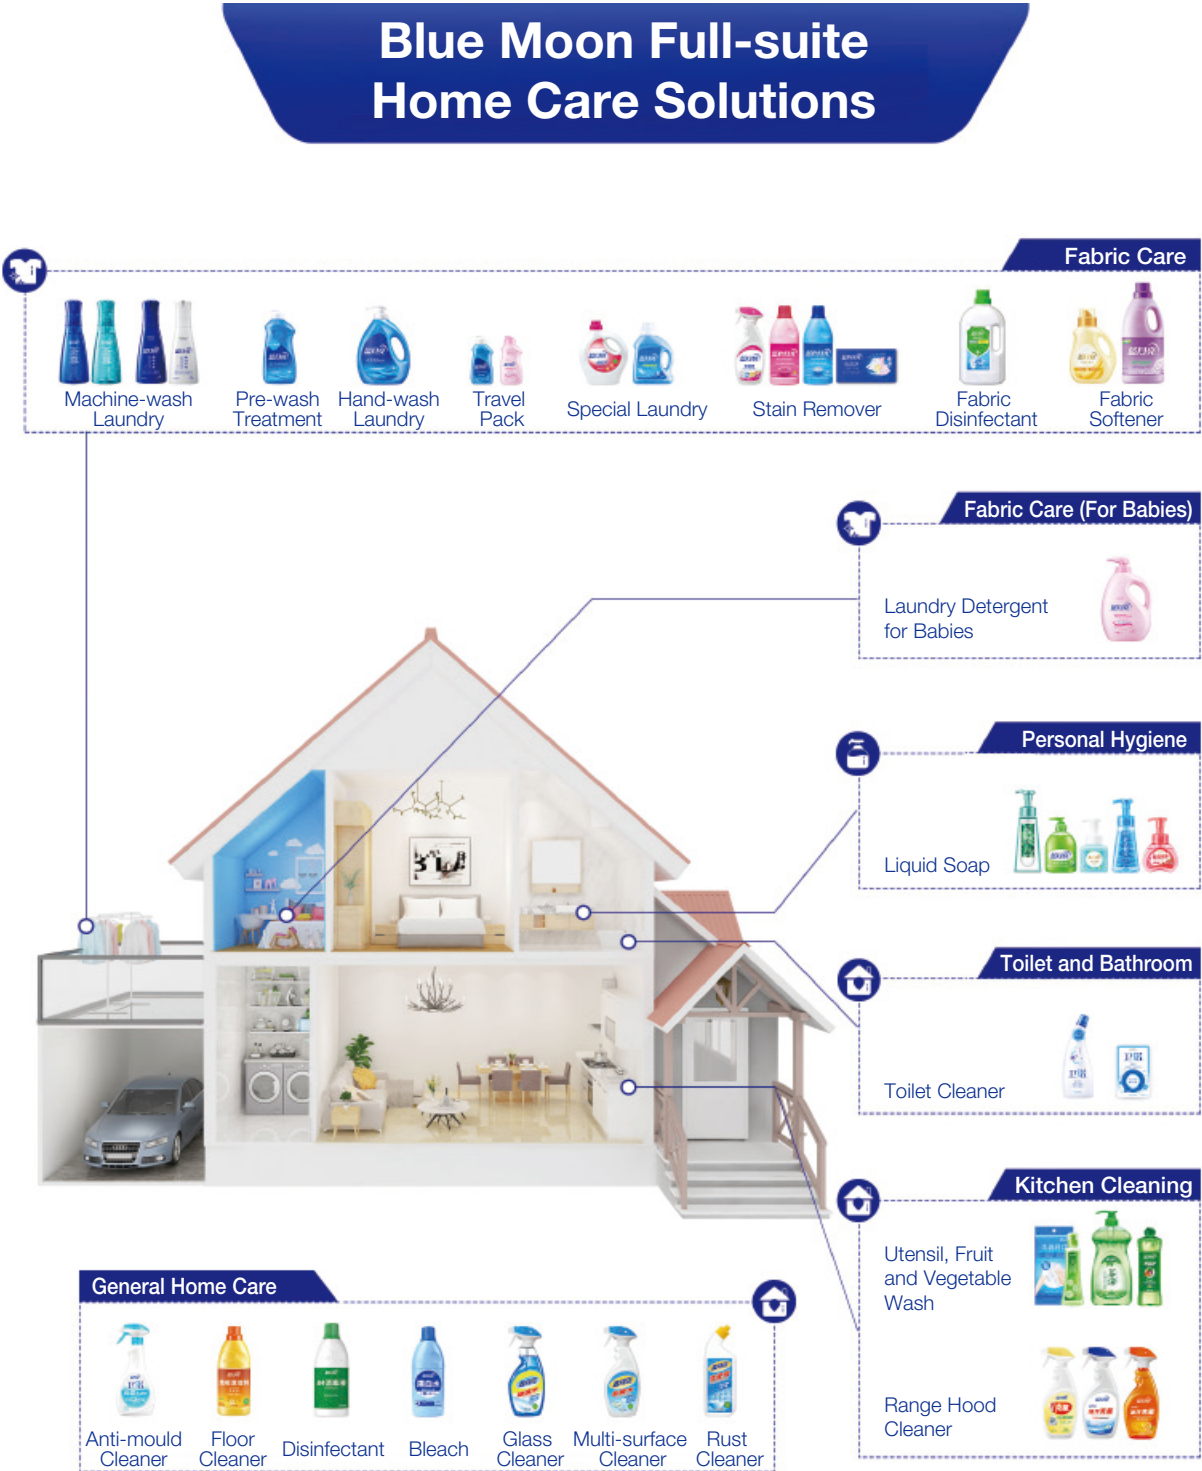 Blue Moon Full-suite
Home Care Solutions
Fabric Care
Machine-wash
Laundry
Pre-wash
Treatment
Hand-wash
Laundry
Travel
Pack
Special Laundry
Stain Remover
Fabric
Disinfectant
Fabric
Softener
Fabric Care (For Babies)
Laundry Detergent
for Babies
Personal Hygiene
Liquid Soap
Toilet and Bathroom
Toilet Cleaner
Kitchen Cleaning
Utensil, Fruit
and Vegetable
Wash
Range Hood
Cleaner
General Home Care
Anti-mould
Cleaner
Floor
Cleaner
Disinfectant
Bleach
Glass
Cleaner
Multi-surface
Cleaner
Rust
Cleaner